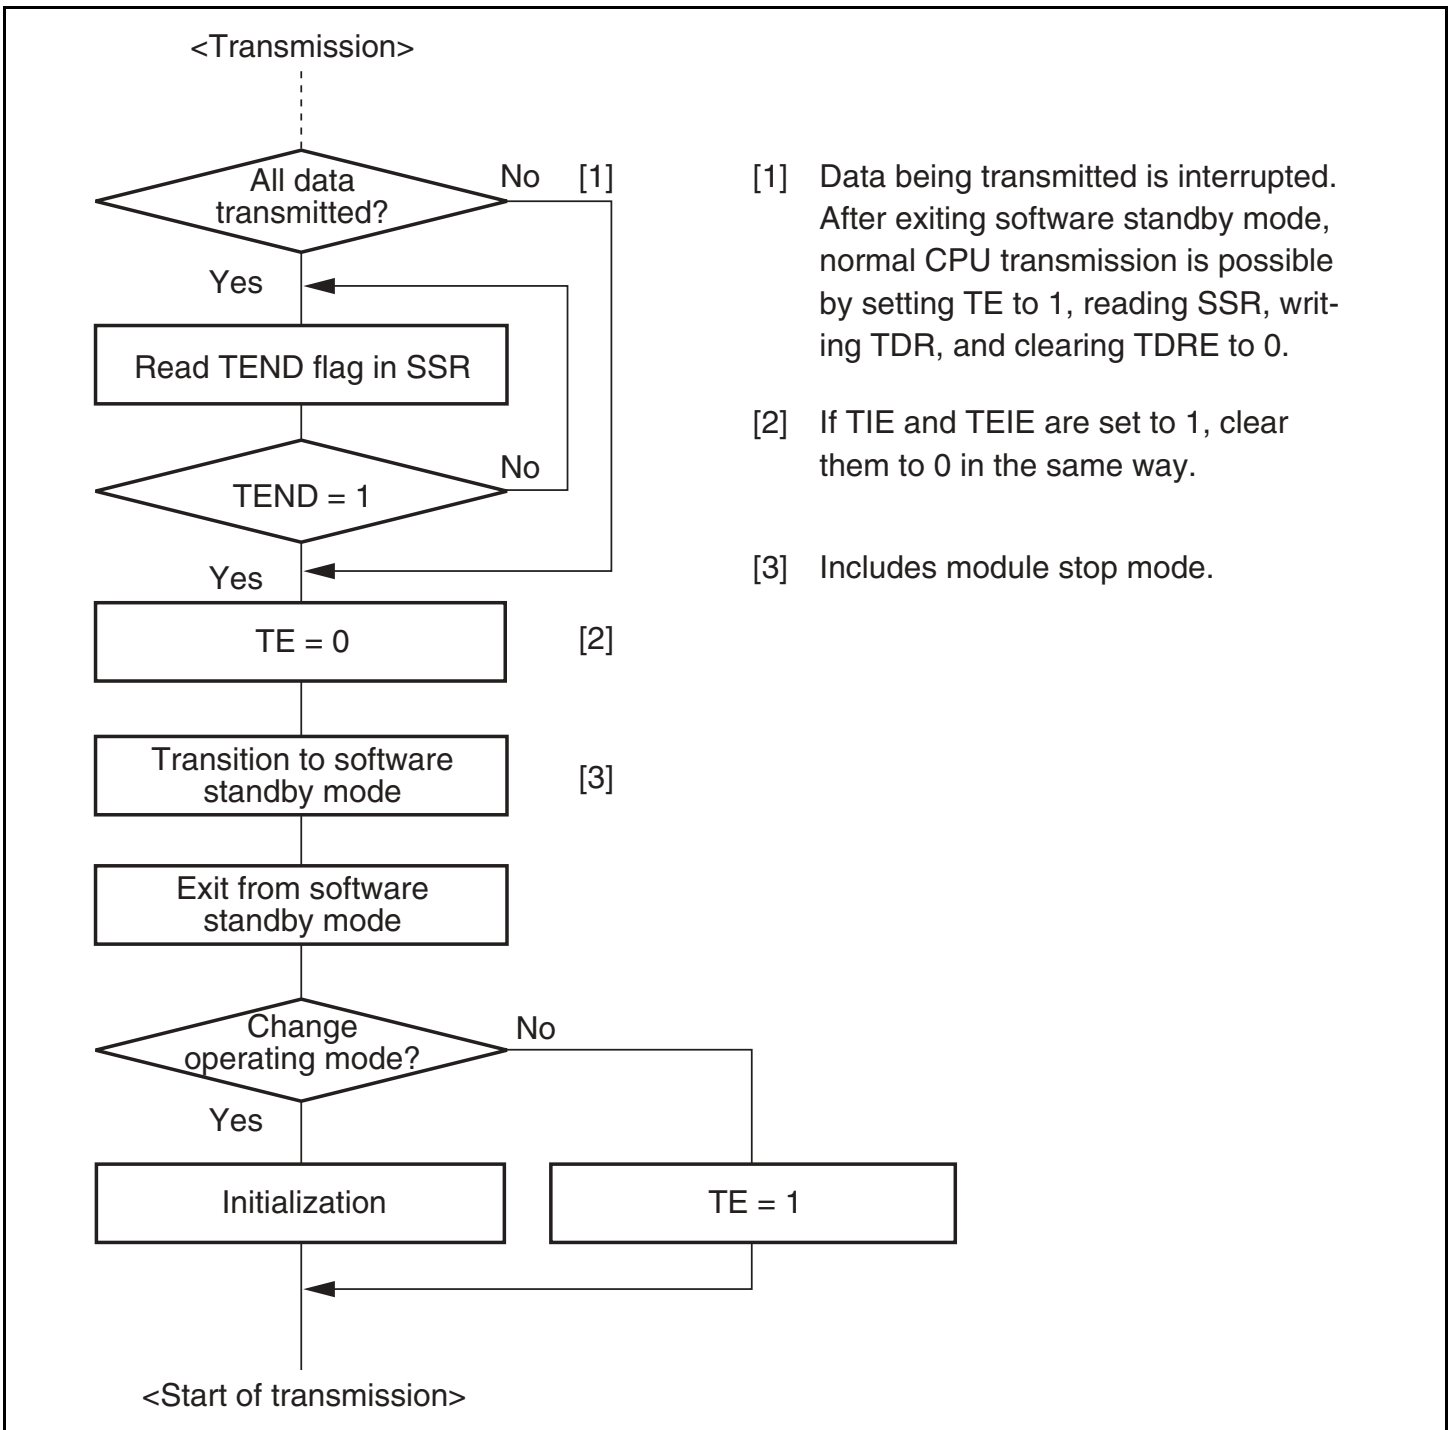 <Transmission>
All data
transmitted?
No [1]
Yes
Read TEND flag in SSR
TEND = 1
No
Yes
TE = 0
[2]
Transition to software
standby mode
[3]
Exit from software
standby mode
Change
operating mode?
No
Yes
Initialization
TE = 1
<Start of transmission>
[1] Data being transmitted is interrupted.
After exiting software standby mode,
normal CPU transmission is possible
by setting TE to 1, reading SSR, writ-
ing TDR, and clearing TDRE to 0.
[2] If TIE and TEIE are set to 1, clear
them to 0 in the same way.
[3] Includes module stop mode.